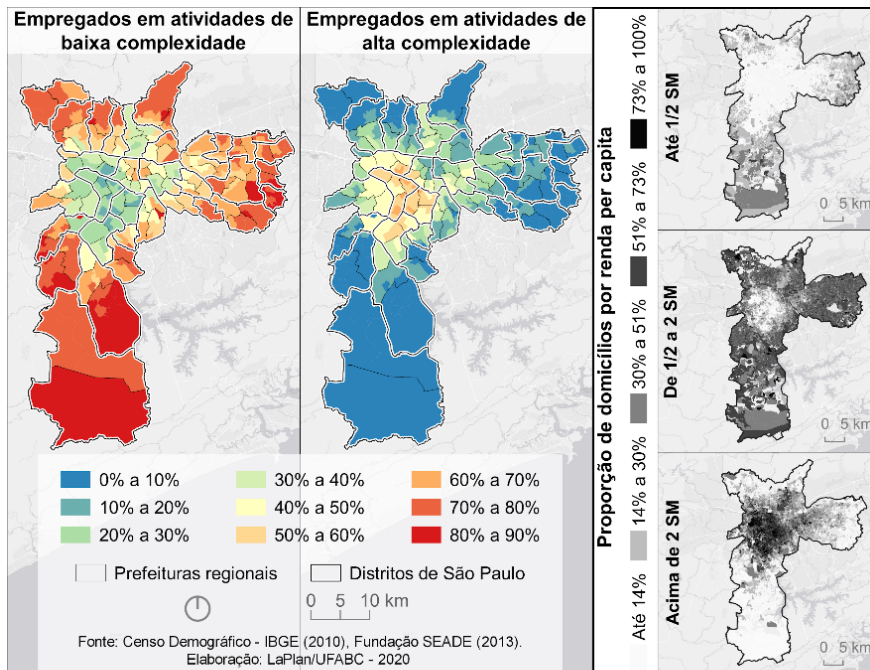 Empregados em atividades de
baixa complexidade
Empregados em atividades de
alta complexidade
0% a 10%
10% a 20%
20% a 30%
30% a 40%
40% a 50%
50% a 60%
60% a 70%
70% a 80%
80% a 90%
Prefeituras regionais
Distritos de São Paulo
0 5 10 km
Fonte: Censo Demográfico - IBGE (2010), Fundação SEADE (2013).
Elaboração: LaPlan/UFABC - 2020
Proporção de domicílios por renda per capita
Até 14%
14% a 30%
30% a 51%
51% a 73%
73% a 100%
Até 1/2 SM
0 5 km
De 1/2 a 2 SM
0 5 km
Acima de 2 SM
0 5 km